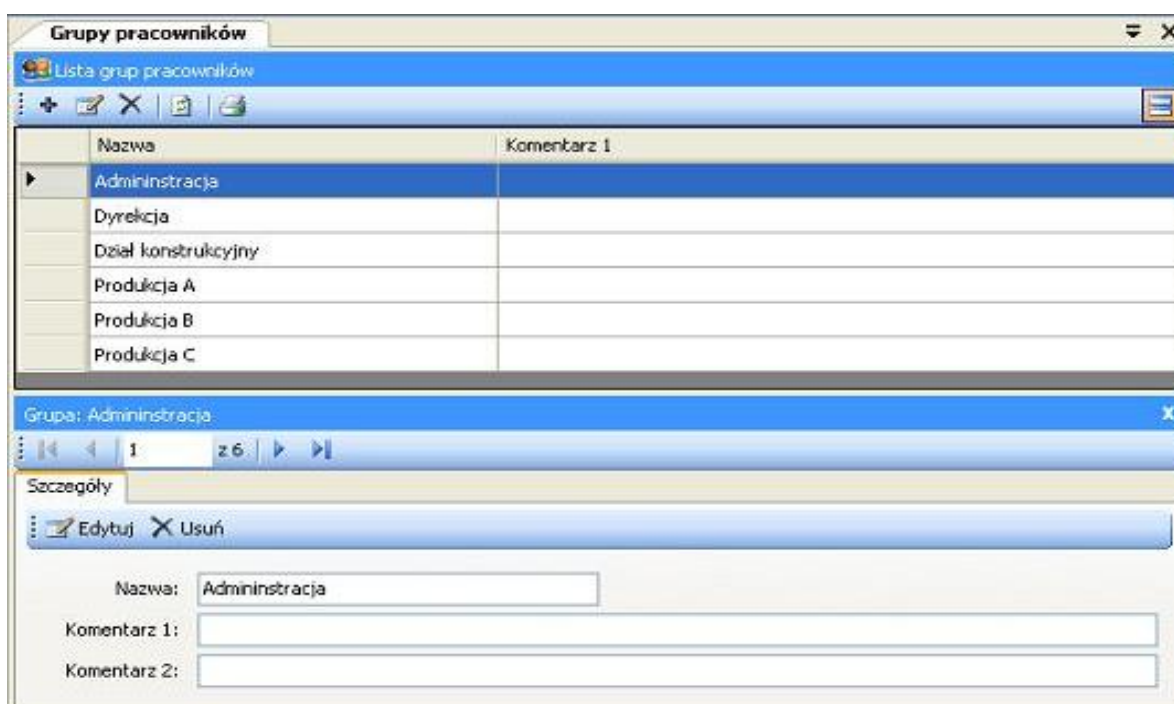 Grupy pracowników
Lista grup pracowników
Nazwa Komentarz 1
Admininstracja
Dyrekcja
Dział konstrukcyjny
Produkcja A
Produkcja B
Produkcja C
Grupa: Admininstracja
1 z 6
Szczegóły
Edytuj Usuń
Nazwa: Admininstracja
Komentarz 1:
Komentarz 2: